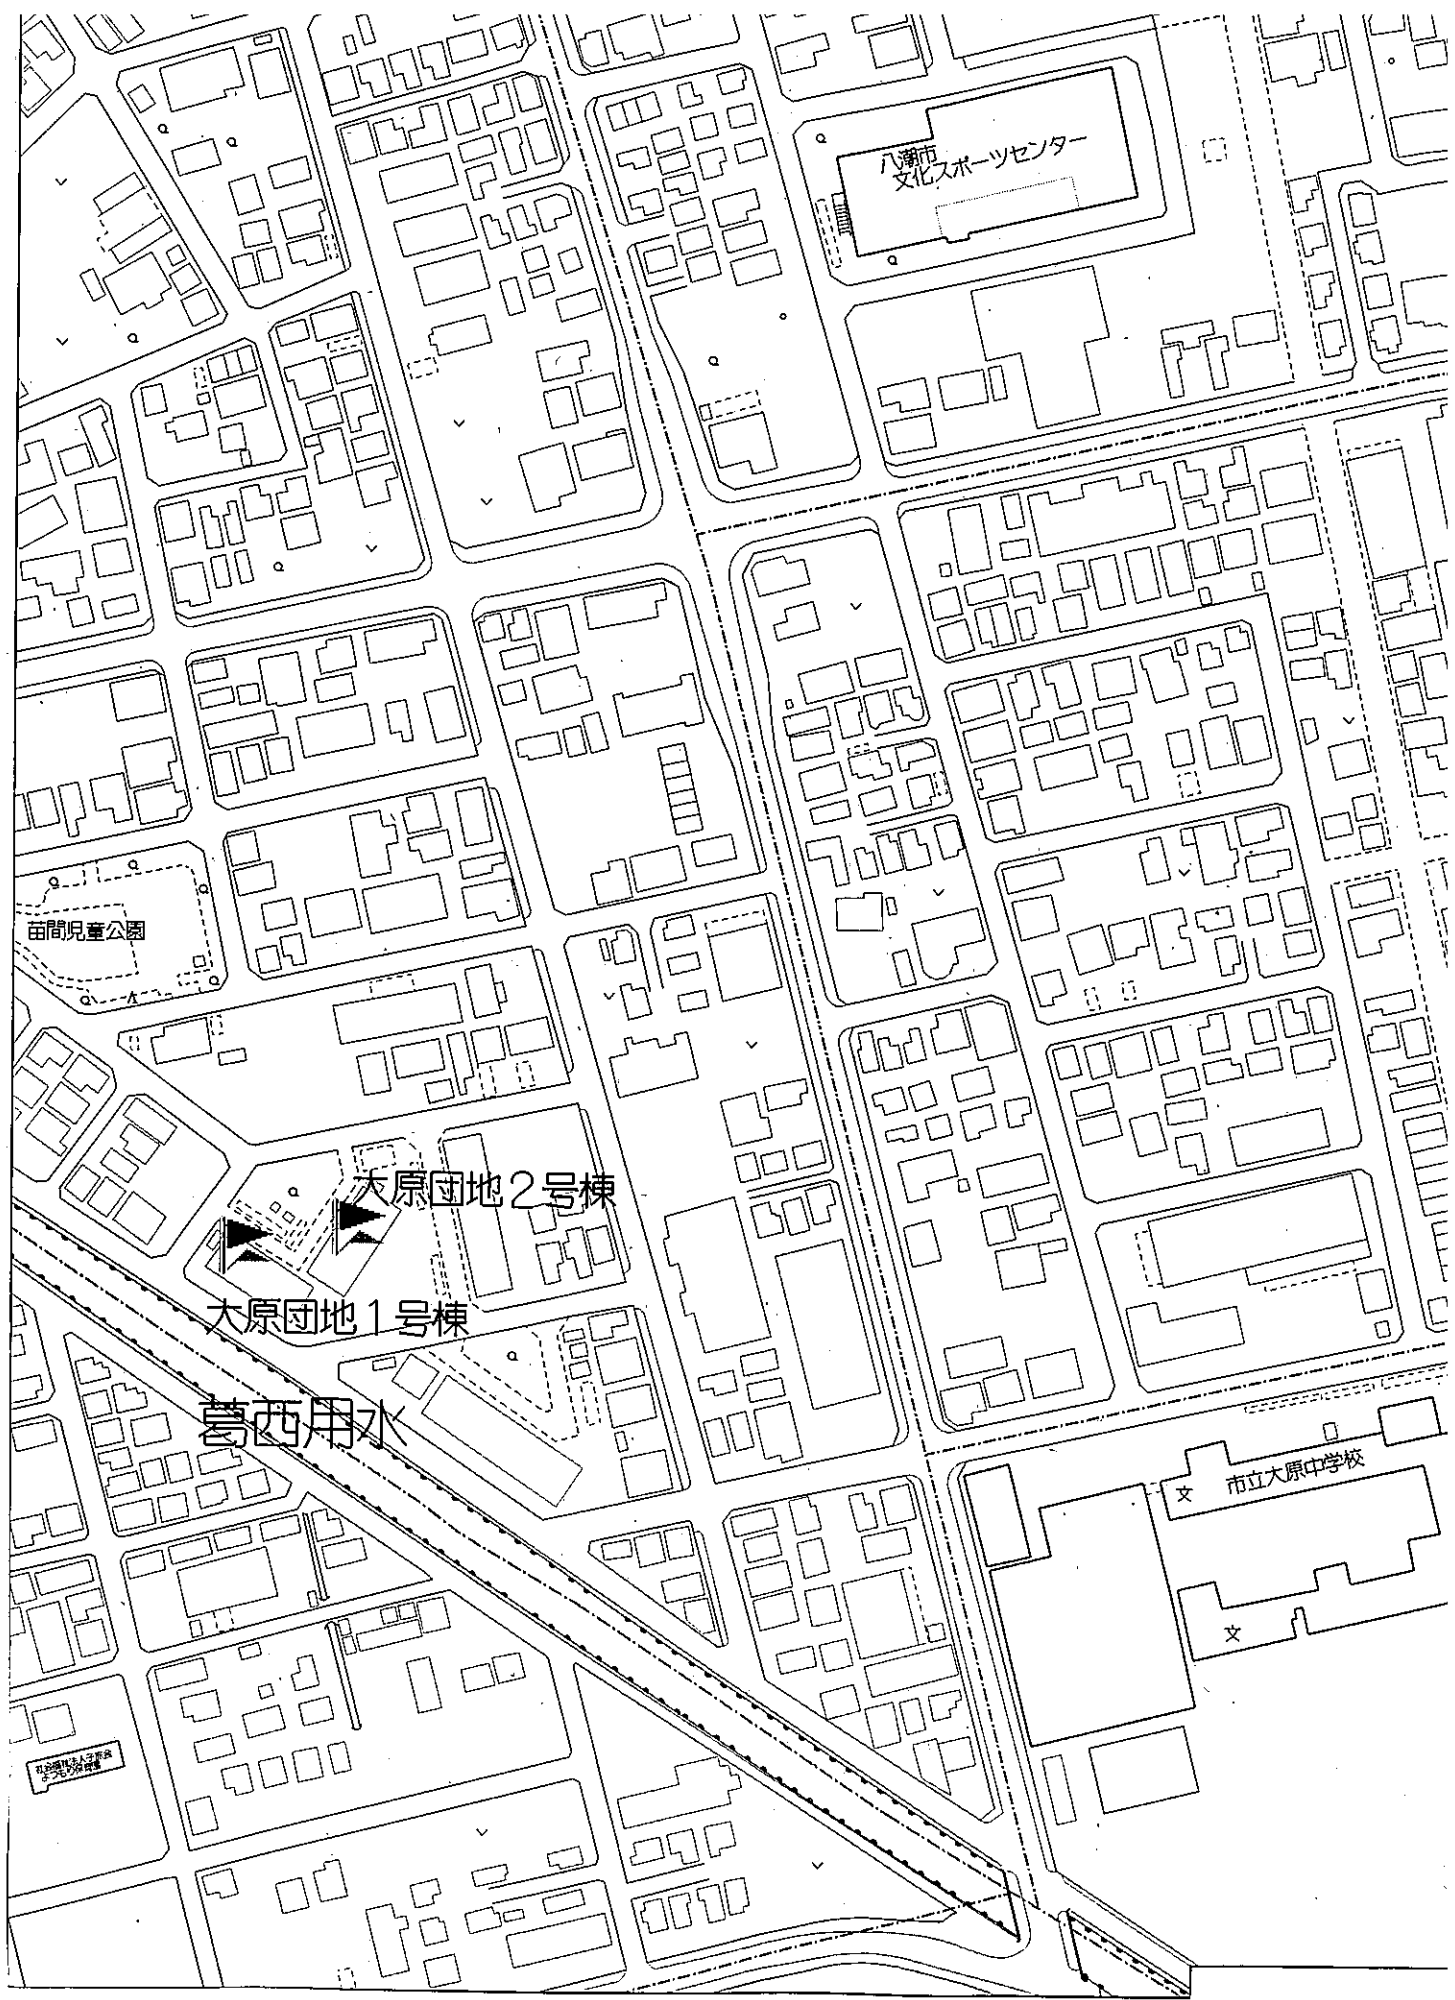 八潮市
文化スポーツセンター
苗間児童公園
大原団地2号棟
大原団地1号棟
葛西用水
市立大原中学校
文
文